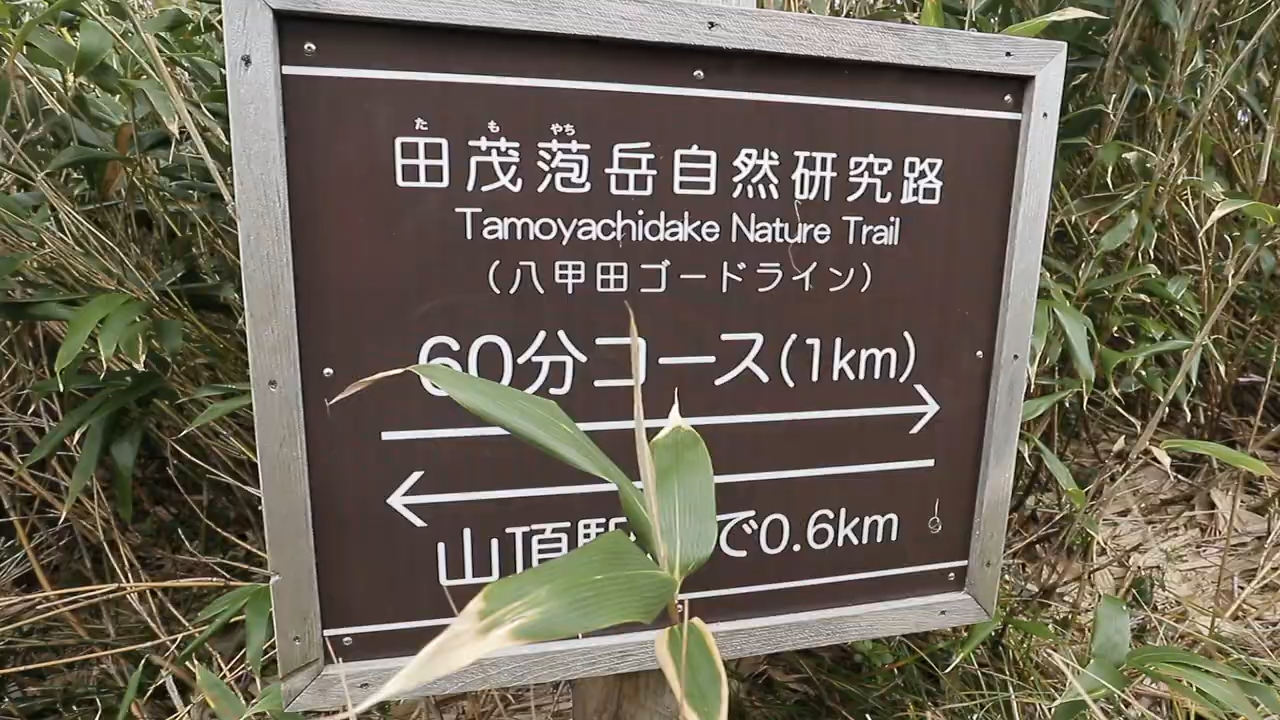 た も やち
田茂萢岳自然研究路
Tamoyachidake Nature Trail
(八甲田ゴードライン)
60分コース(1km)
山頂駅 で0.6km